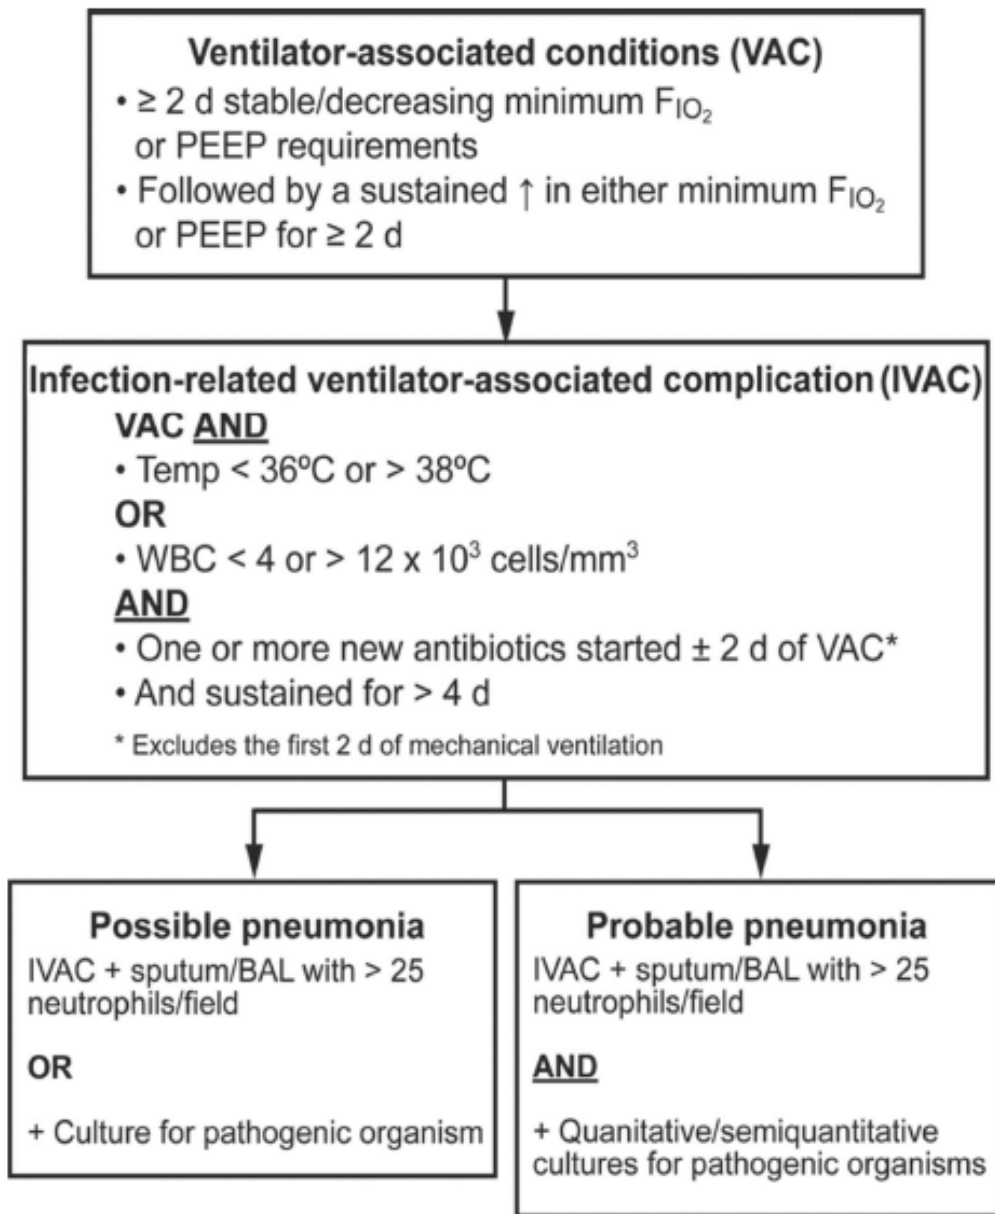 Ventilator-associated conditions (VAC)
• ≥ 2 d stable/decreasing minimum FIO2
or PEEP requirements
• Followed by a sustained ↑ in either minimum FIO2
or PEEP for ≥ 2 d
Infection-related ventilator-associated complication (IVAC)
VAC AND
• Temp < 36ºC or > 38ºC
OR
• WBC < 4 or > 12 x 10³ cells/mm³
AND
• One or more new antibiotics started ± 2 d of VAC*
• And sustained for > 4 d
* Excludes the first 2 d of mechanical ventilation
Possible pneumonia
IVAC + sputum/BAL with > 25
neutrophils/field
OR
+ Culture for pathogenic organism
Probable pneumonia
IVAC + sputum/BAL with > 25
neutrophils/field
AND
+ Quanitative/semiquantitative
cultures for pathogenic organisms